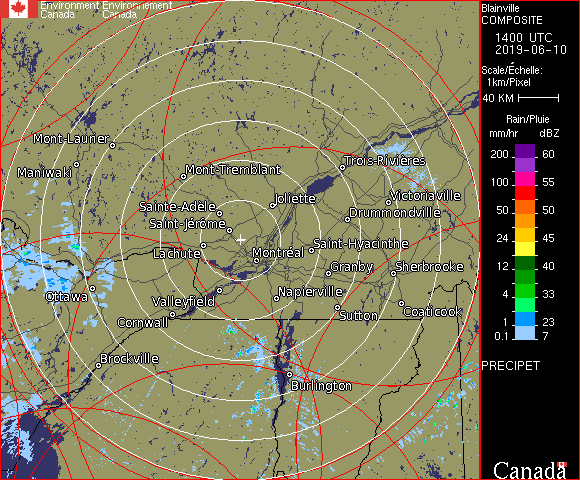 Environment Environnement
Canada Canada
Blainville
COMPOSITE
1400 UTC
2019-06-10
Scale/Échelle:
1km/Pixel
40 KM
Rain/Pluie
mm/hr dBZ
200 60
100 55
50 50
24 45
12 40
4 33
1 23
0.1 7
PRECIPET
Canada
Mont-Laurier
Maniwaki
Mont-Tremblant
Trois-Rivières
Sainte-Adèle
Joliette
Victoriaville
Drummondville
Saint-Jérôme
Lachute
Montréal
Saint-Hyacinthe
Granby
Sherbrooke
Ottawa
Valleyfield
Napierville
Cornwall
Sutton
Coaticook
Brockville
Burlington